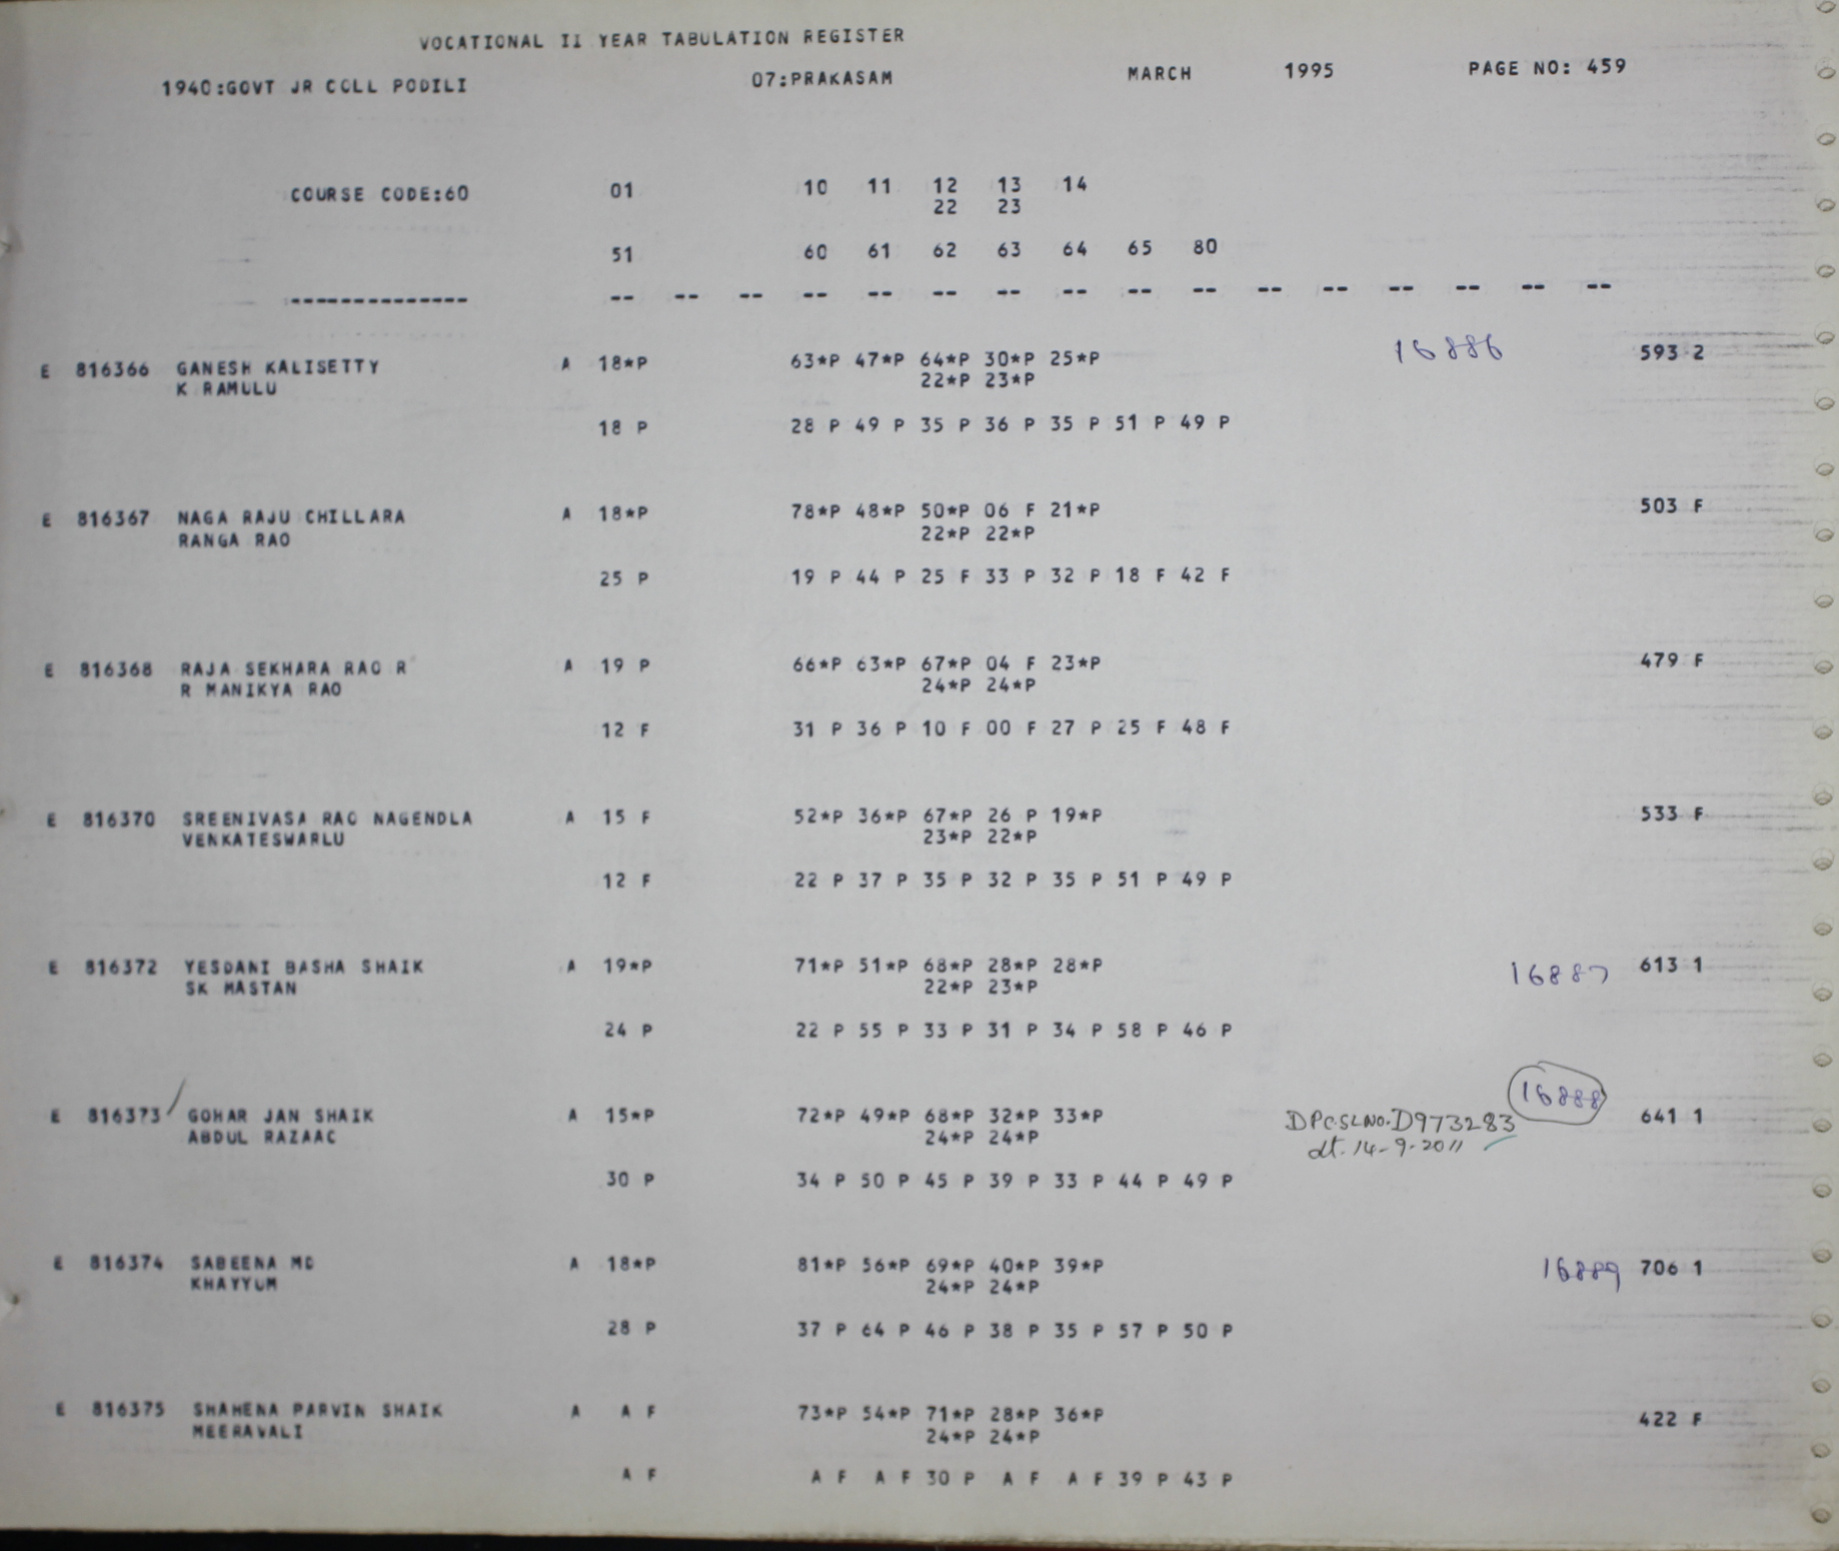 VOCATIONAL II YEAR TABULATION REGISTER
1940:GOVT JR COLL PODILI 07:PRAKASAM MARCH 1995 PAGE NO: 459
COURSE CODE:60 01 10 11 12 13 14
22 23
51 60 61 62 63 64 65 80
-------------- -- -- -- -- -- -- -- -- -- -- -- -- -- -- -- --
E 816366 GANESH KALISETTY A 18*P 63*P 47*P 64*P 30*P 25*P 16886 593 2
K RAMULU 22*P 23*P
18 P 28 P 49 P 35 P 36 P 35 P 51 P 49 P
E 816367 NAGA RAJU CHILLARA A 18*P 78*P 48*P 50*P 06 F 21*P 503 F
RANGA RAO 22*P 22*P
25 P 19 P 44 P 25 F 33 P 32 P 18 F 42 F
E 816368 RAJA SEKHARA RAO R A 19 P 66*P 63*P 67*P 04 F 23*P 479 F
R MANIKYA RAO 24*P 24*P
12 F 31 P 36 P 10 F 00 F 27 P 25 F 48 F
E 816370 SREENIVASA RAO NAGENDLA A 15 F 52*P 36*P 67*P 26 P 19*P 533 F
VENKATESWARLU 23*P 22*P
12 F 22 P 37 P 35 P 32 P 35 P 51 P 49 P
E 816372 YESDANI BASHA SHAIK A 19*P 71*P 51*P 68*P 28*P 28*P 16887 613 1
SK MASTAN 22*P 23*P
24 P 22 P 55 P 33 P 31 P 34 P 58 P 46 P
16888
E 816373 GOHAR JAN SHAIK A 15*P 72*P 49*P 68*P 32*P 33*P DPC.SLNO.D973283 641 1
ABDUL RAZAAC 24*P 24*P dt. 14-9-2011
30 P 34 P 50 P 45 P 39 P 33 P 44 P 49 P
E 816374 SABEENA MD A 18*P 81*P 56*P 69*P 40*P 39*P 16889 706 1
KHAYYUM 24*P 24*P
28 P 37 P 64 P 46 P 38 P 35 P 57 P 50 P
E 816375 SHAHENA PARVIN SHAIK A A F 73*P 54*P 71*P 28*P 36*P 422 F
MEERAVALI 24*P 24*P
A F A F A F 30 P A F A F 39 P 43 P